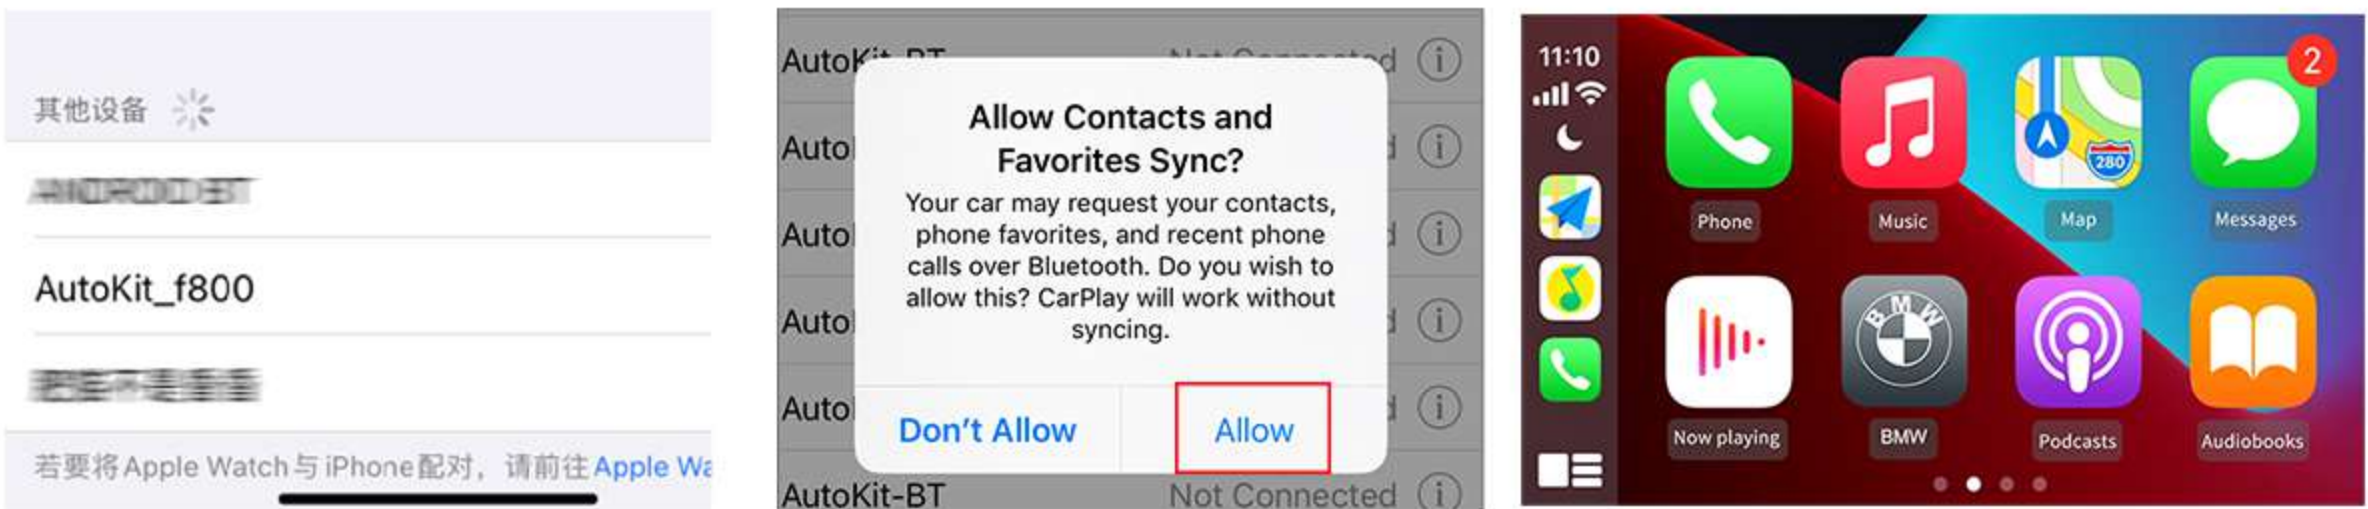 其他设备
AutoKit_f800
若要将Apple Watch与iPhone配对，请前往Apple Wa
AutoKit-BT
Allow Contacts and
Favorites Sync?
Your car may request your contacts,
phone favorites, and recent phone
calls over Bluetooth. Do you wish to
allow this? CarPlay will work without
syncing.
Don't Allow
Allow
Auto
Auto
Auto
Auto
AutoKit-BT
Not Connected
11:10
2
280
Phone
Music
Map
Messages
BMW
Now playing
BMW
Podcasts
Audiobooks